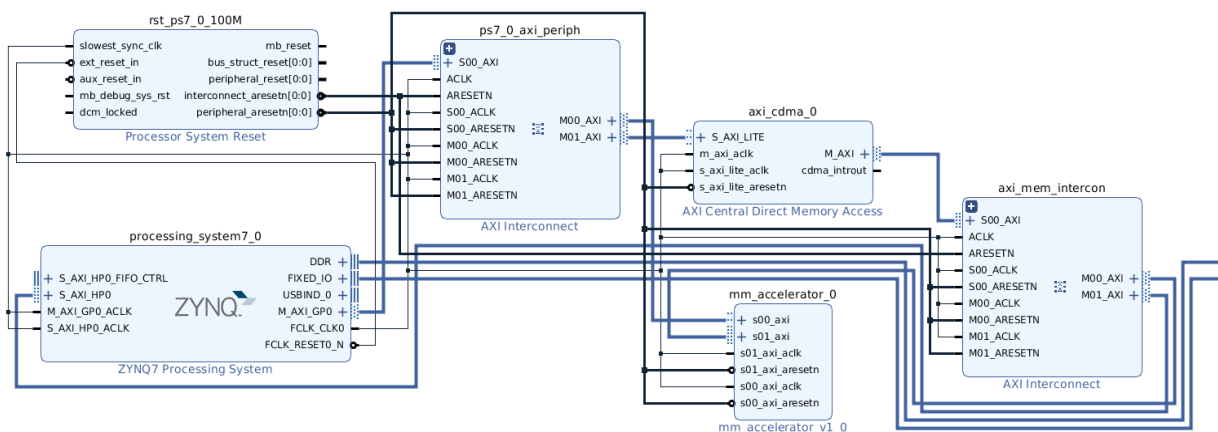 rst_ps7_0_100M
slowest_sync_clk
ext_reset_in
aux_reset_in
mb_debug_sys_rst
dcm_locked
mb_reset
bus_struct_reset[0:0]
peripheral_reset[0:0]
interconnect_aresetn[0:0]
peripheral_aresetn[0:0]
Processor System Reset
ps7_0_axi_periph
S00_AXI
ACLK
ARESETN
S00_ACLK
S00_ARESETN
M00_ACLK
M00_ARESETN
M01_ACLK
M01_ARESETN
M00_AXI
M01_AXI
AXI Interconnect
axi_cdma_0
S_AXI_LITE
m_axi_aclk
s_axi_lite_aclk
s_axi_lite_aresetn
M_AXI
cdma_introut
AXI Central Direct Memory Access
axi_mem_intercon
S00_AXI
ACLK
ARESETN
S00_ACLK
S00_ARESETN
M00_ACLK
M00_ARESETN
M01_ACLK
M01_ARESETN
M00_AXI
M01_AXI
AXI Interconnect
processing_system7_0
S_AXI_HP0_FIFO_CTRL
S_AXI_HP0
M_AXI_GP0_ACLK
S_AXI_HP0_ACLK
ZYNQ
DDR
FIXED_IO
USBIND_0
M_AXI_GP0
FCLK_CLK0
FCLK_RESET0_N
ZYNQ7 Processing System
mm_accelerator_0
s00_axi
s01_axi
s01_axi_aclk
s01_axi_aresetn
s00_axi_aclk
s00_axi_aresetn
mm_accelerator_v1_0